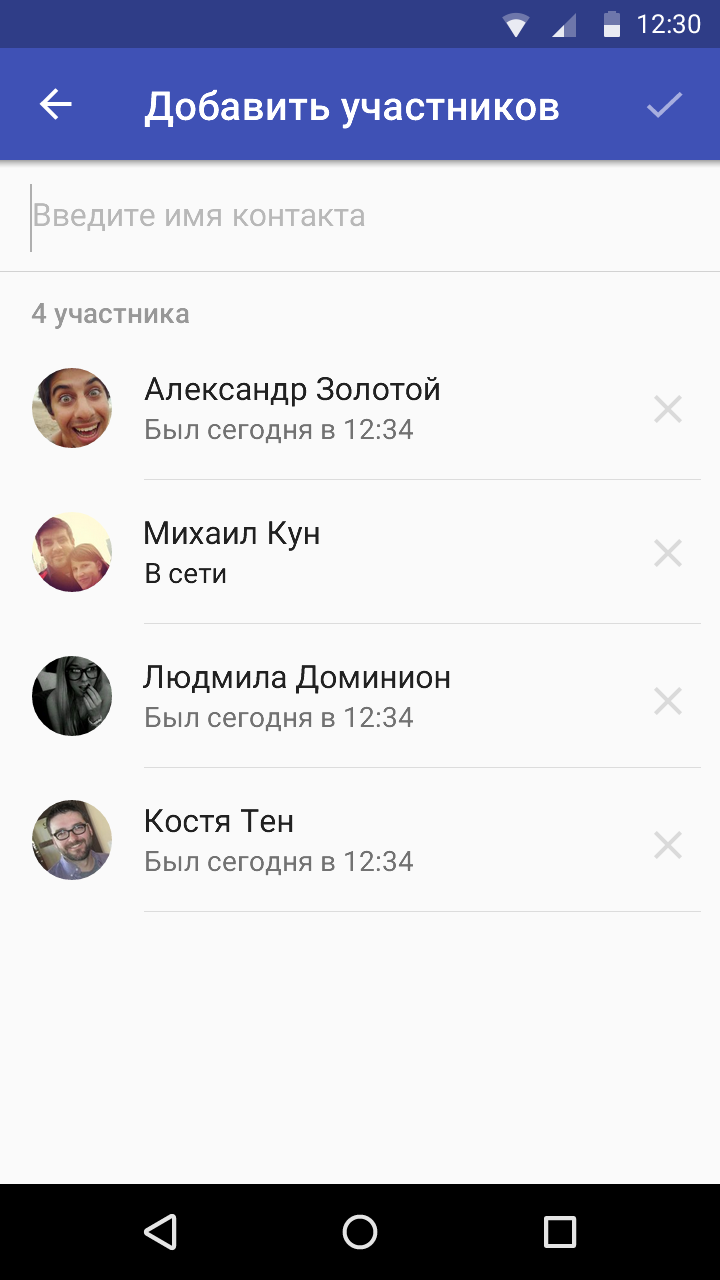 12:30
Добавить участников
Введите имя контакта
4 участника
Александр Золотой
Был сегодня в 12:34
Михаил Кун
В сети
Людмила Доминион
Был сегодня в 12:34
Костя Тен
Был сегодня в 12:34